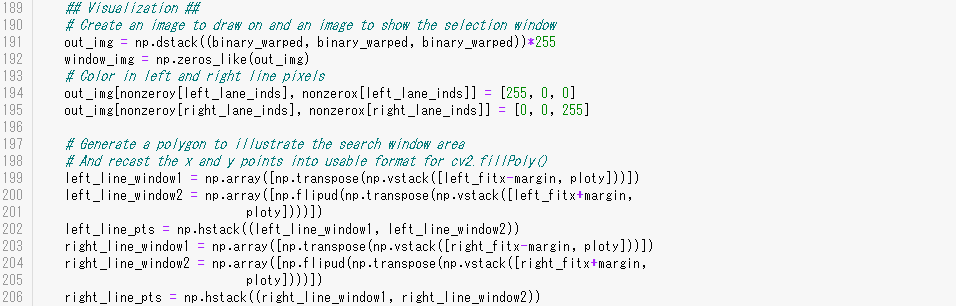 189     ## Visualization ##
190     # Create an image to draw on and an image to show the selection window
191     out_img = np.dstack((binary_warped, binary_warped, binary_warped))*255
192     window_img = np.zeros_like(out_img)
193     # Color in left and right line pixels
194     out_img[nonzeroy[left_lane_inds], nonzerox[left_lane_inds]] = [255, 0, 0]
195     out_img[nonzeroy[right_lane_inds], nonzerox[right_lane_inds]] = [0, 0, 255]
196
197     # Generate a polygon to illustrate the search window area
198     # And recast the x and y points into usable format for cv2.fillPoly()
199     left_line_window1 = np.array([np.transpose(np.vstack([left_fitx-margin, ploty]))])
200     left_line_window2 = np.array([np.flipud(np.transpose(np.vstack([left_fitx+margin,
201                               ploty])))])
202     left_line_pts = np.hstack((left_line_window1, left_line_window2))
203     right_line_window1 = np.array([np.transpose(np.vstack([right_fitx-margin, ploty]))])
204     right_line_window2 = np.array([np.flipud(np.transpose(np.vstack([right_fitx+margin,
205                               ploty])))])
206     right_line_pts = np.hstack((right_line_window1, right_line_window2))